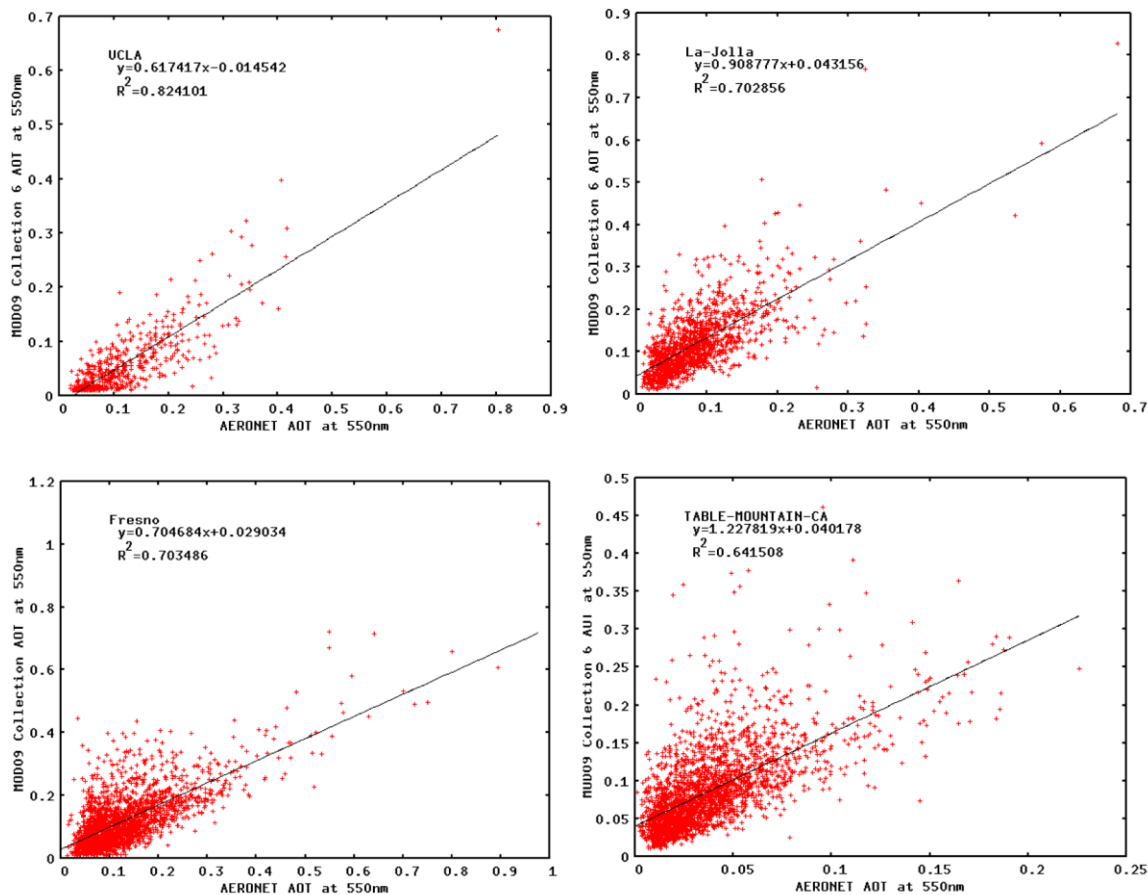 0.7
0.6
0.5
0.4
0.3
0.2
0.1
0
MOD09 Collection 6 AOT at 550nm
UCLA
y=0.617417x-0.014542
R2=0.824101
0 0.1 0.2 0.3 0.4 0.5 0.6 0.7 0.8 0.9
AERONET AOT at 550nm
0.9
0.8
0.7
0.6
0.5
0.4
0.3
0.2
0.1
0
MOD09 Collection 6 AOT at 550nm
La-Jolla
y=0.908777x+0.043156
R2=0.702856
0 0.1 0.2 0.3 0.4 0.5 0.6 0.7
AERONET AOT at 550nm
1.2
1
0.8
0.6
0.4
0.2
0
MOD09 Collection AOT at 550nm
Fresno
y=0.704684x+0.029034
R2=0.703486
0 0.1 0.2 0.3 0.4 0.5 0.6 0.7 0.8 0.9 1
AERONET AOT at 550nm
0.5
0.45
0.4
0.35
0.3
0.25
0.2
0.15
0.1
0.05
0
MOD09 Collection 6 AOT at 550nm
TABLE-MOUNTAIN-CA
y=1.227819x+0.040178
R2=0.641508
0 0.05 0.1 0.15 0.2 0.25
AERONET AOT at 550nm